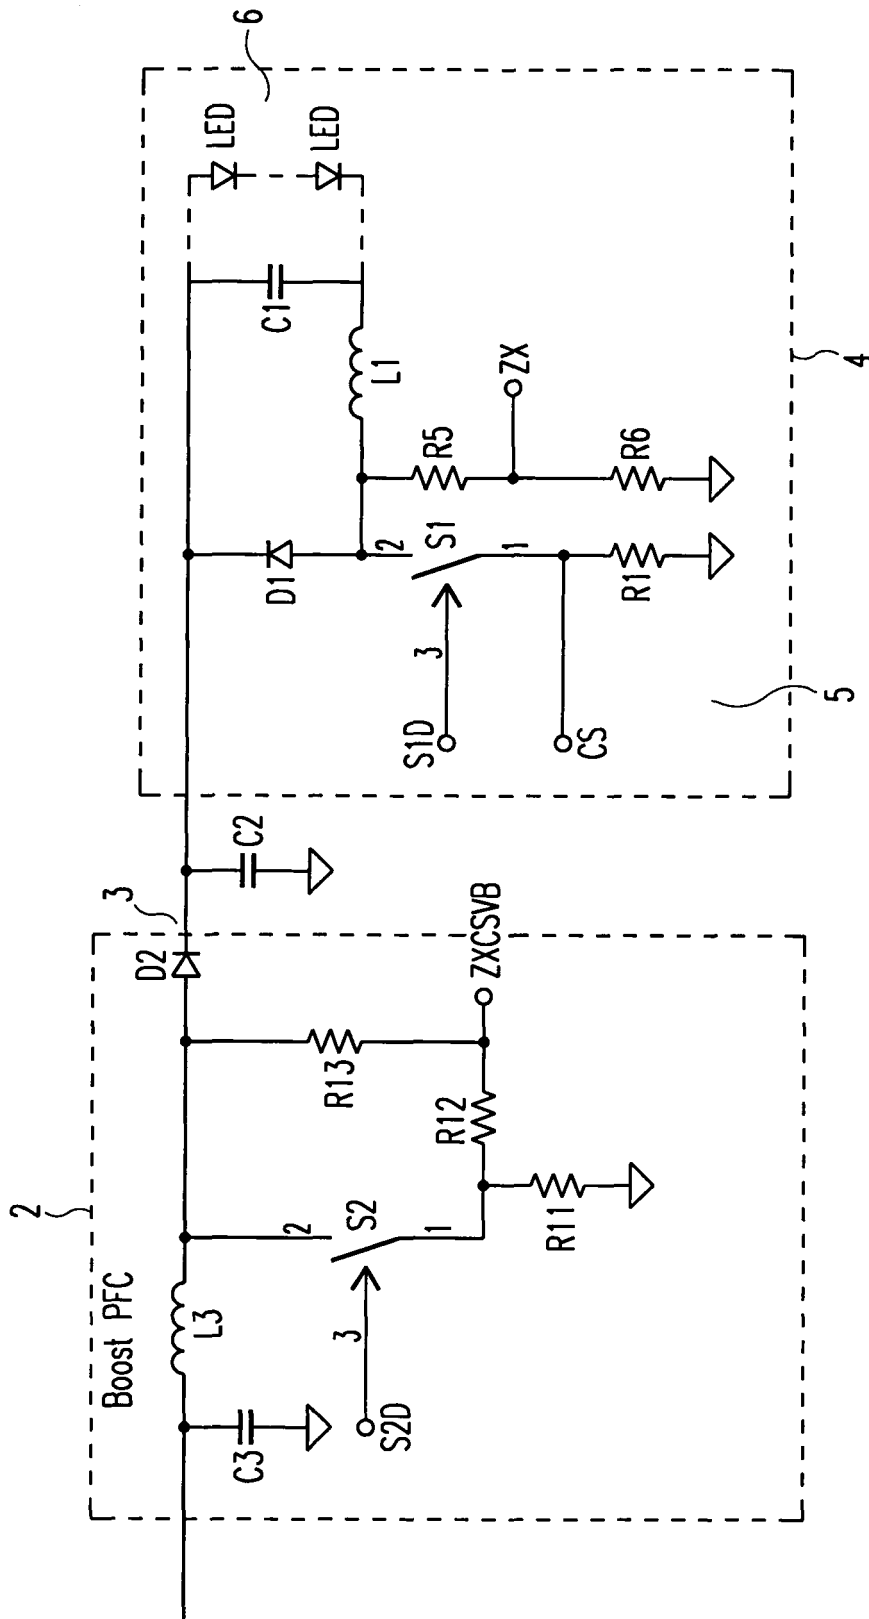 2
Boost PFC
L3
C3
S2D
3
2
S2
1
R11
R12
R13
ZXCSVB
D2
3
C2
4
5
6
D1
S1D
3
2
S1
1
CS
R1
R5
ZX
R6
L1
C1
LED
LED